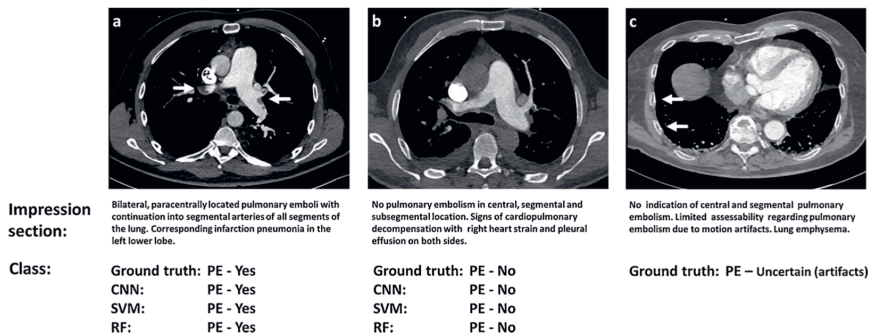 a
b
c
Impression section:
Bilateral, paracentrally located pulmonary emboli with
continuation into segmental arteries of all segments of
the lung. Corresponding infarction pneumonia in the
left lower lobe.
No pulmonary embolism in central, segmental and
subsegmental location. Signs of cardiopulmonary
decompensation with right heart strain and pleural
effusion on both sides.
No indication of central and segmental pulmonary
embolism. Limited assessability regarding pulmonary
embolism due to motion artifacts. Lung emphysema.
Class:
Ground truth: PE - Yes
CNN: PE - Yes
SVM: PE - Yes
RF: PE - Yes
Ground truth: PE - No
CNN: PE - No
SVM: PE - No
RF: PE - No
Ground truth: PE – Uncertain (artifacts)